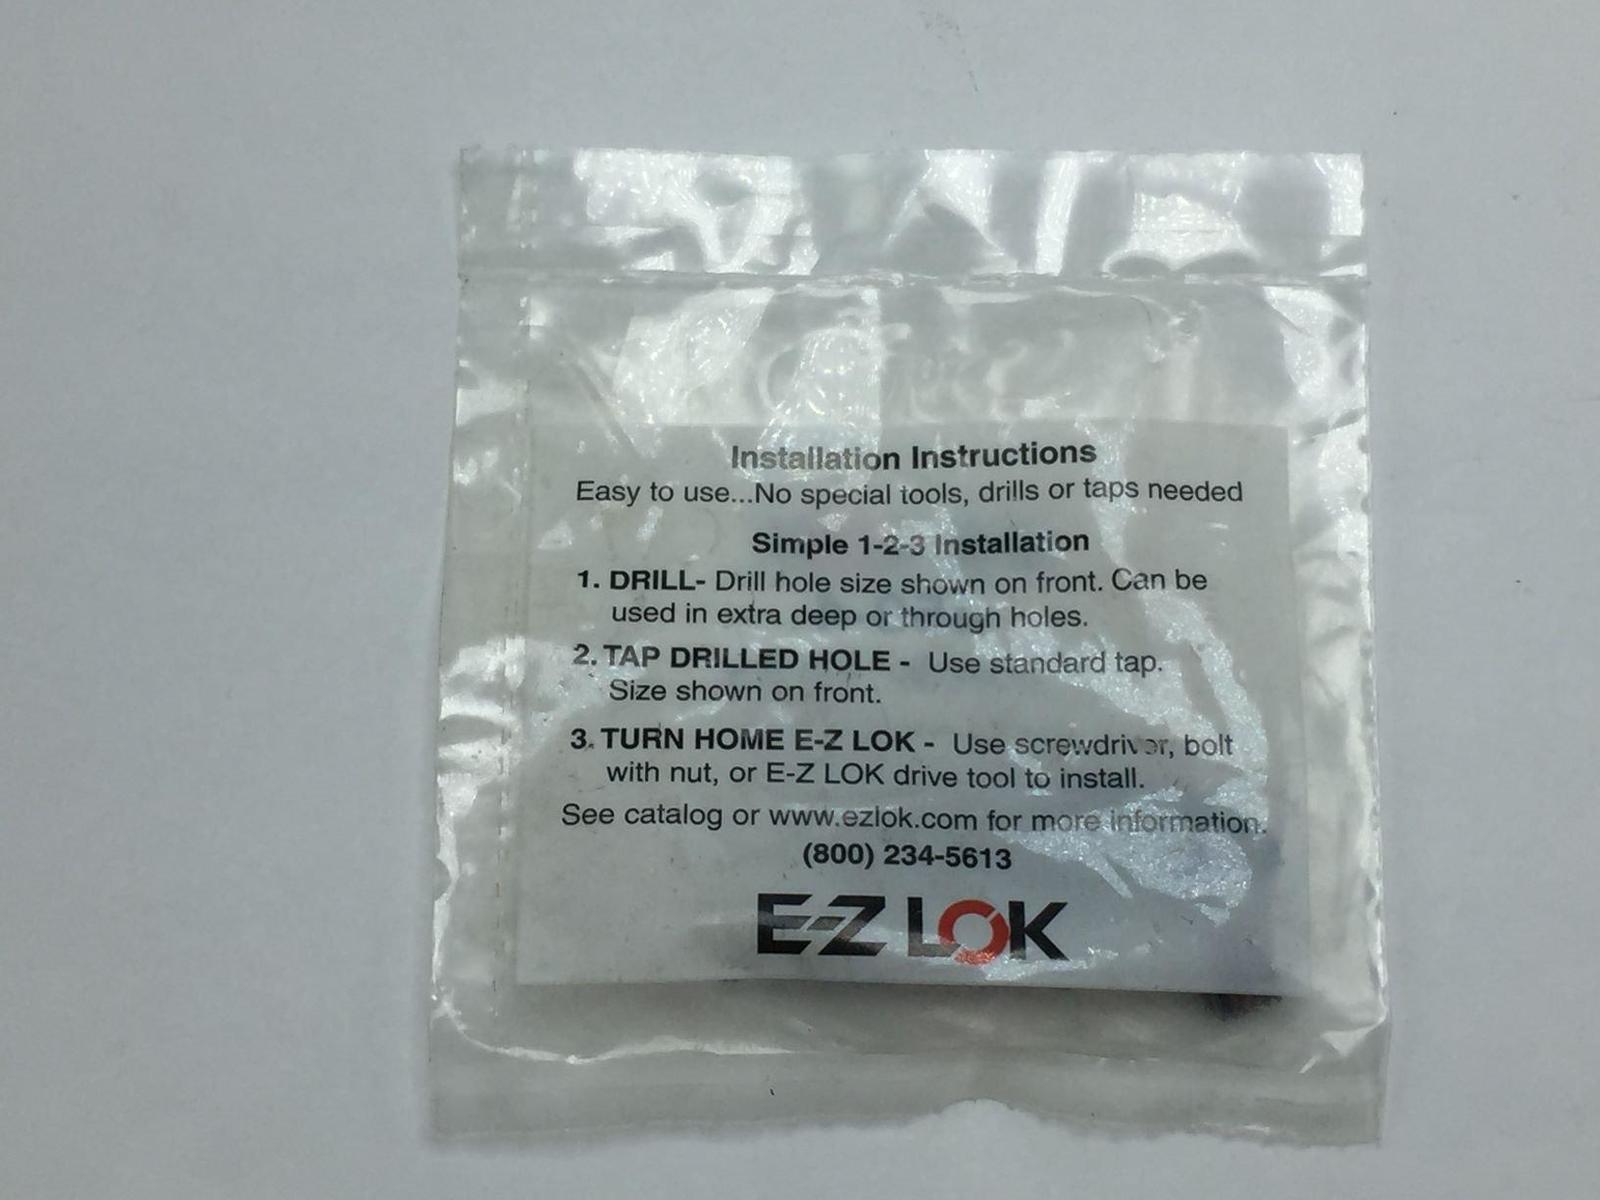 Installation Instructions
Easy to use...No special tools, drills or taps needed
Simple 1-2-3 Installation
1. DRILL- Drill hole size shown on front. Can be
used in extra deep or through holes.
2. TAP DRILLED HOLE - Use standard tap.
Size shown on front.
3. TURN HOME E-Z LOK - Use screwdriver, bolt
with nut, or E-Z LOK drive tool to install.
See catalog or www.ezlok.com for more information.
(800) 234-5613
E-Z LOK